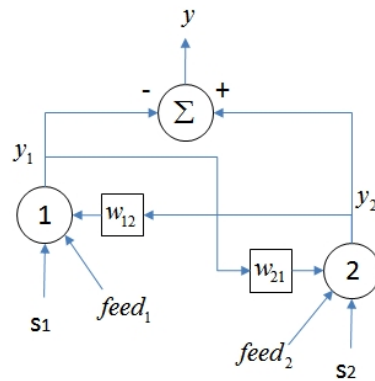 y
- Σ +
y₁
y₂
1 w₁₂
w₂₁ 2
feed₁
s1
feed₂
s2